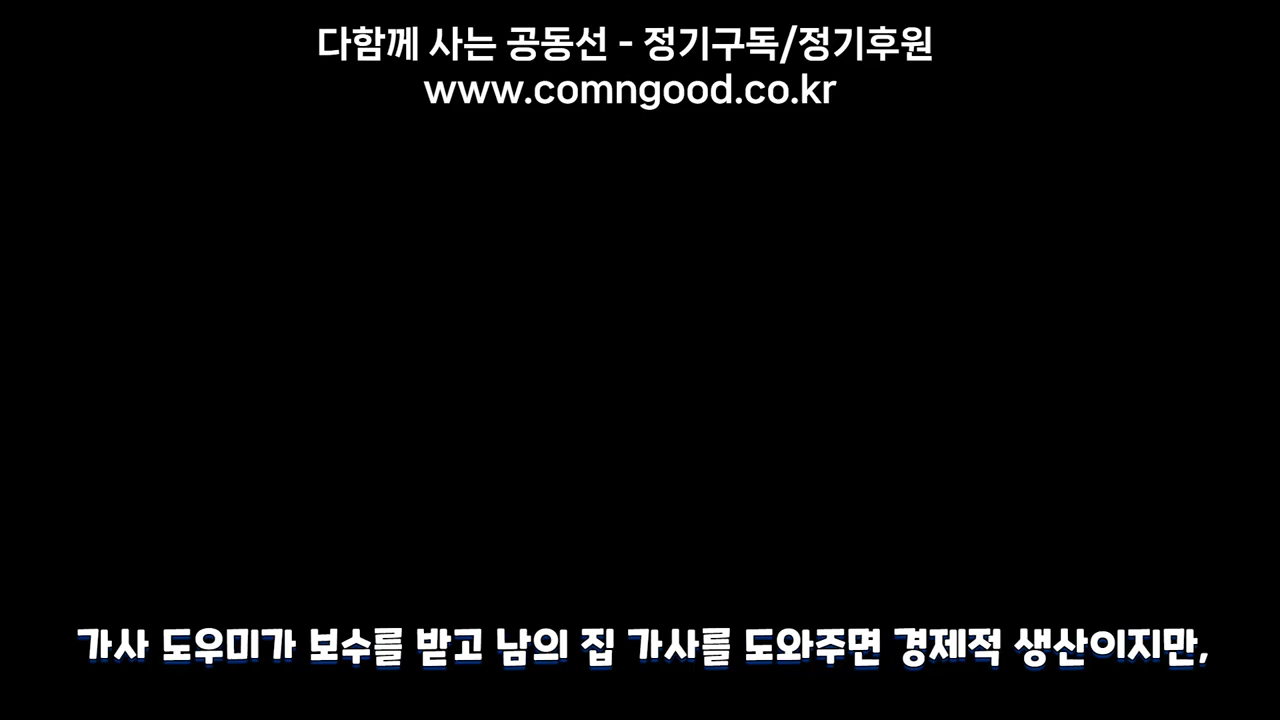 다함께 사는 공동선 - 정기구독/정기후원
www.comngood.co.kr
가사 도우미가 보수를 받고 남의 집 가사를 도와주면 경제적 생산이지만,